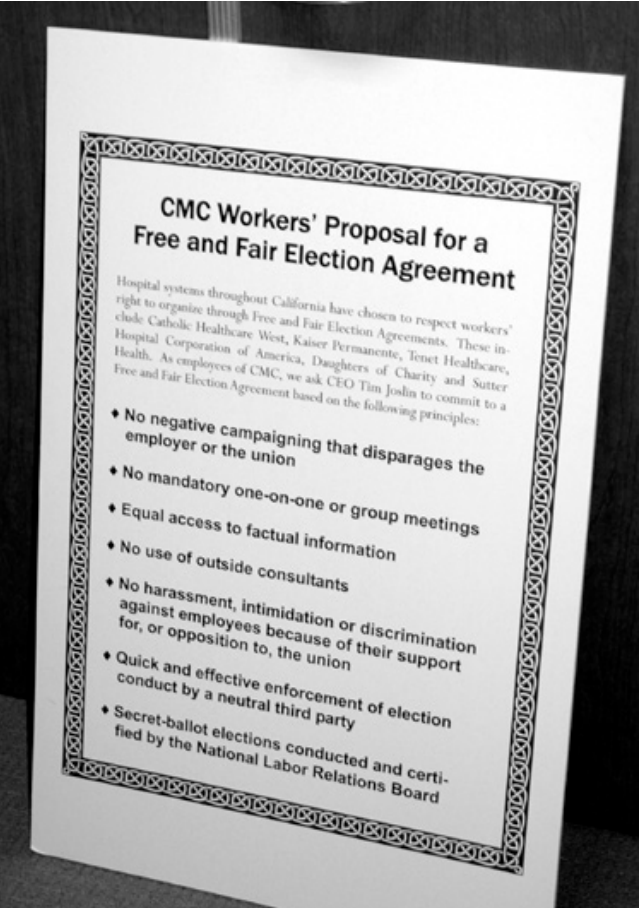 CMC Workers' Proposal for a
Free and Fair Election Agreement
Hospital systems throughout California have chosen to respect workers'
right to organize through Free and Fair Election Agreements. These in-
clude Catholic Healthcare West, Kaiser Permanente, Tenet Healthcare,
Hospital Corporation of America, Daughters of Charity and Sutter
Health. As employees of CMC, we ask CEO Tim Joslin to commit to a
Free and Fair Election Agreement based on the following principles:
♦ No negative campaigning that disparages the
employer or the union
♦ No mandatory one-on-one or group meetings
♦ Equal access to factual information
♦ No use of outside consultants
♦ No harassment, intimidation or discrimination
against employees because of their support
for, or opposition to, the union
♦ Quick and effective enforcement of election
conduct by a neutral third party
♦ Secret-ballot elections conducted and certi-
fied by the National Labor Relations Board